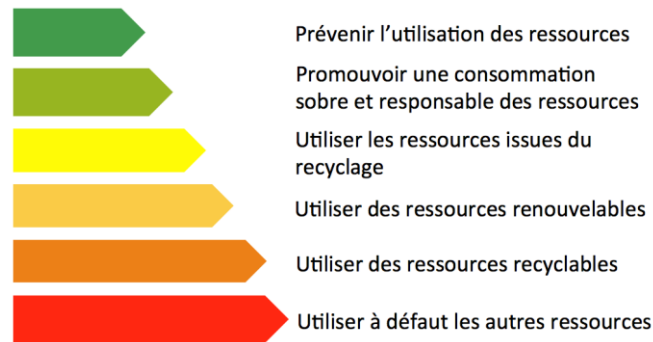 Prévenir l’utilisation des ressources
Promouvoir une consommation
sobre et responsable des ressources
Utiliser les ressources issues du
recyclage
Utiliser des ressources renouvelables
Utiliser des ressources recyclables
Utiliser à défaut les autres ressources